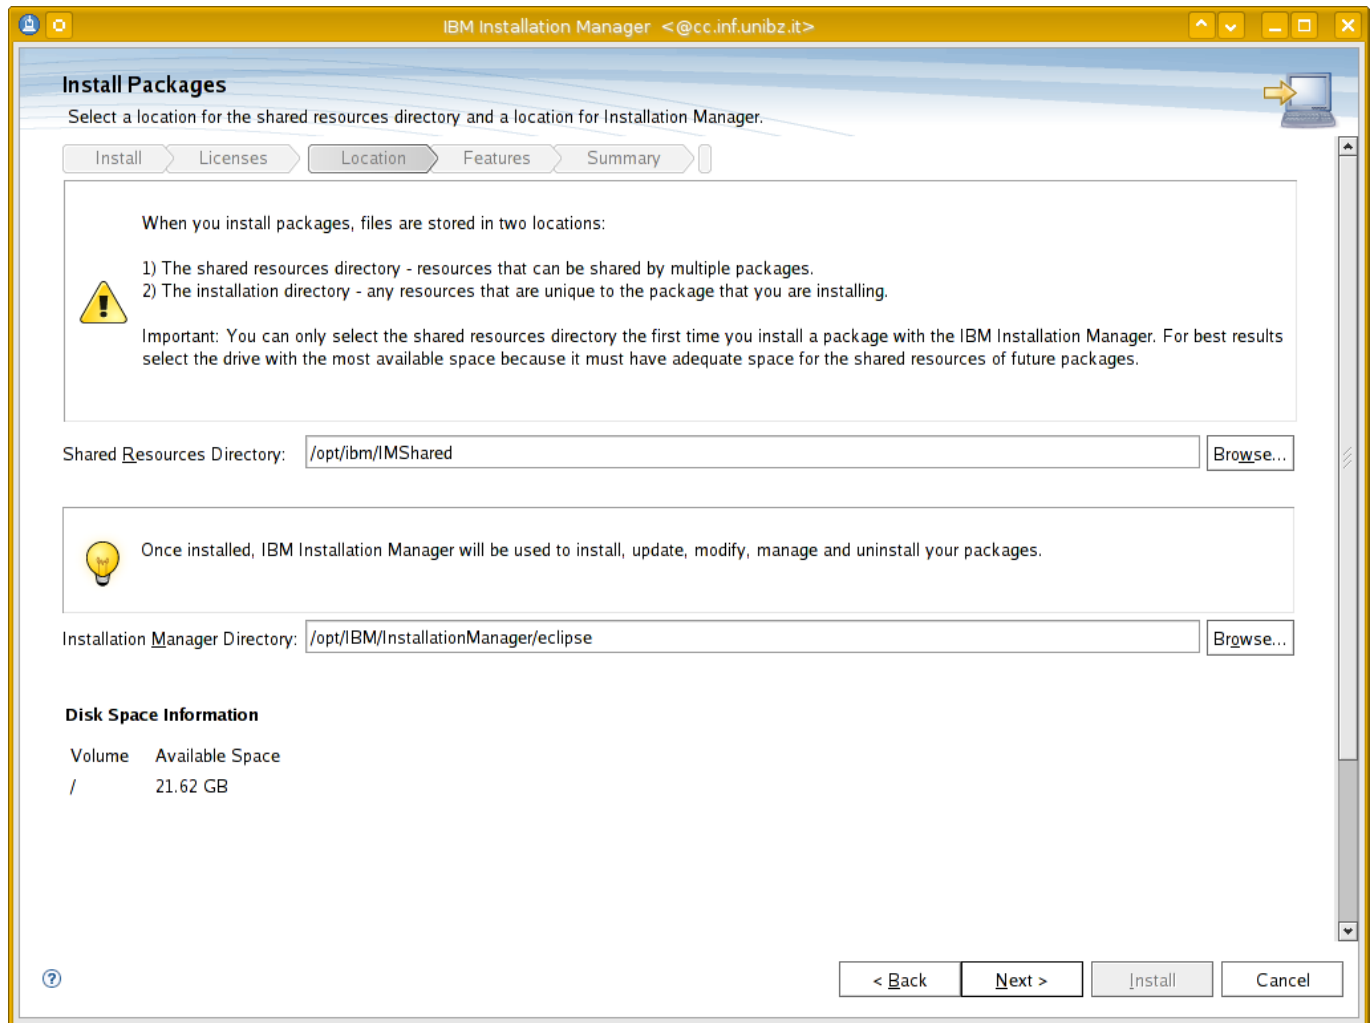 IBM Installation Manager <@cc.inf.unibz.it>
Install Packages
Select a location for the shared resources directory and a location for Installation Manager.
Install Licenses Location Features Summary
When you install packages, files are stored in two locations:
1) The shared resources directory - resources that can be shared by multiple packages.
2) The installation directory - any resources that are unique to the package that you are installing.
Important: You can only select the shared resources directory the first time you install a package with the IBM Installation Manager. For best results
select the drive with the most available space because it must have adequate space for the shared resources of future packages.
Shared Resources Directory: /opt/ibm/IMShared Browse...
Once installed, IBM Installation Manager will be used to install, update, modify, manage and uninstall your packages.
Installation Manager Directory: /opt/IBM/InstallationManager/eclipse Browse...
Disk Space Information
Volume Available Space
/ 21.62 GB
? < Back Next > Install Cancel